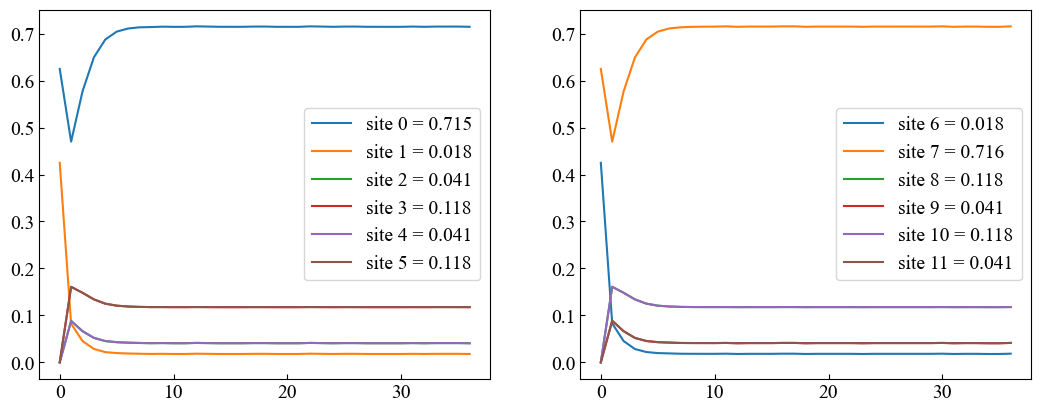 0.7
0.6
0.5
0.4
0.3
0.2
0.1
0.0
0 10 20 30
site 0 = 0.715
site 1 = 0.018
site 2 = 0.041
site 3 = 0.118
site 4 = 0.041
site 5 = 0.118
0.7
0.6
0.5
0.4
0.3
0.2
0.1
0.0
0 10 20 30
site 6 = 0.018
site 7 = 0.716
site 8 = 0.118
site 9 = 0.041
site 10 = 0.118
site 11 = 0.041